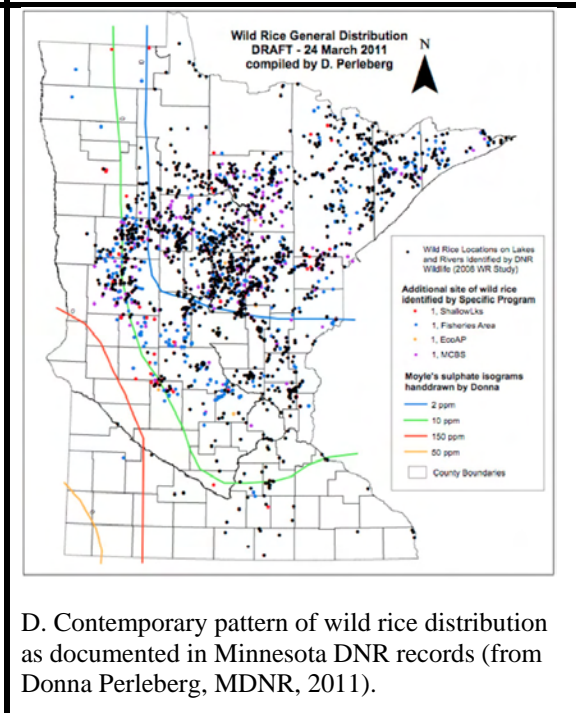 Wild Rice General Distribution
DRAFT - 24 March 2011
compiled by D. Perleberg
N
Wild Rice Locations on Lakes
and Rivers Identified by DNR
Wildlife (2008 WR Study)
Additional site of wild rice
identified by Specific Program
1, ShallowLks
1, Fisheries Area
1, EcoAP
1, MCBS
Moyle's sulphate isograms
handdrawn by Donna
2 ppm
10 ppm
150 ppm
50 ppm
County Boundaries
D. Contemporary pattern of wild rice distribution
as documented in Minnesota DNR records (from
Donna Perleberg, MDNR, 2011).